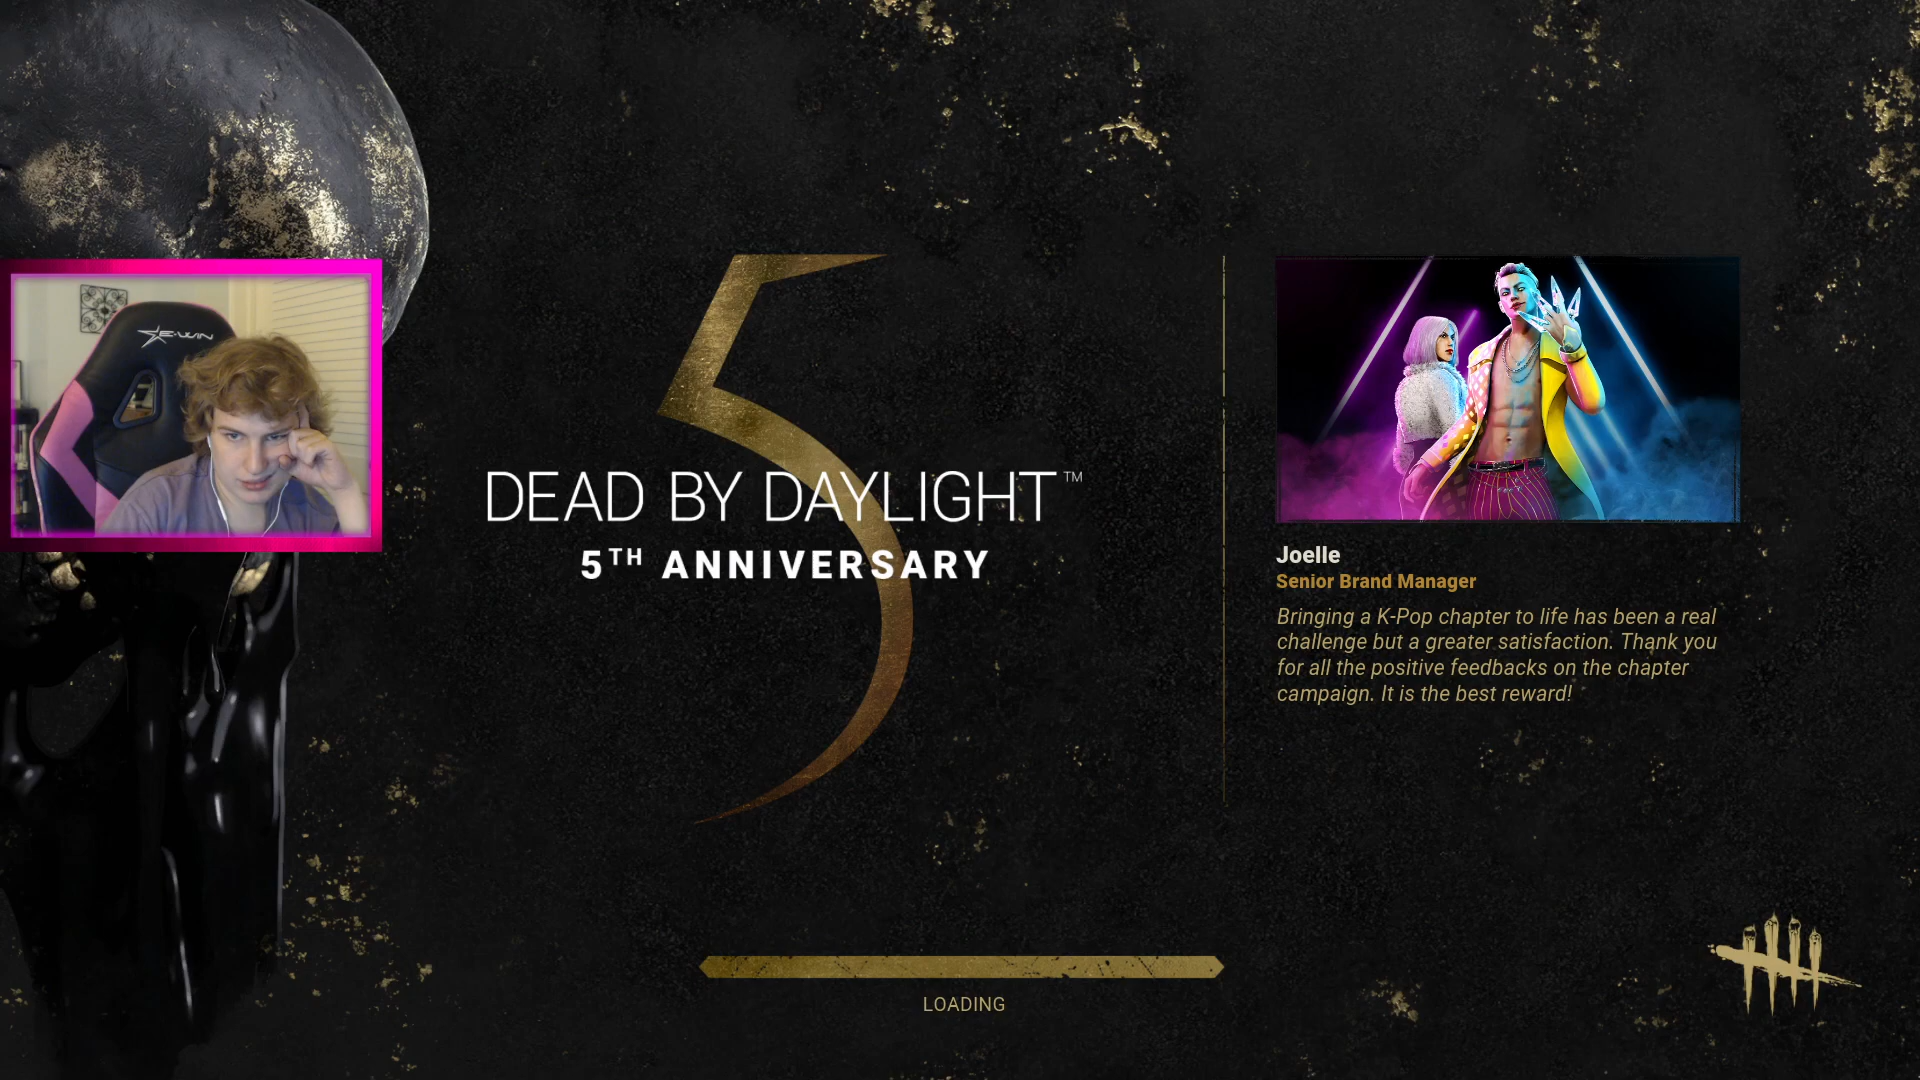 E-WIN
5
DEAD BY DAYLIGHT™
5TH ANNIVERSARY
Joelle
Senior Brand Manager
Bringing a K-Pop chapter to life has been a real
challenge but a greater satisfaction. Thank you
for all the positive feedbacks on the chapter
campaign. It is the best reward!
LOADING